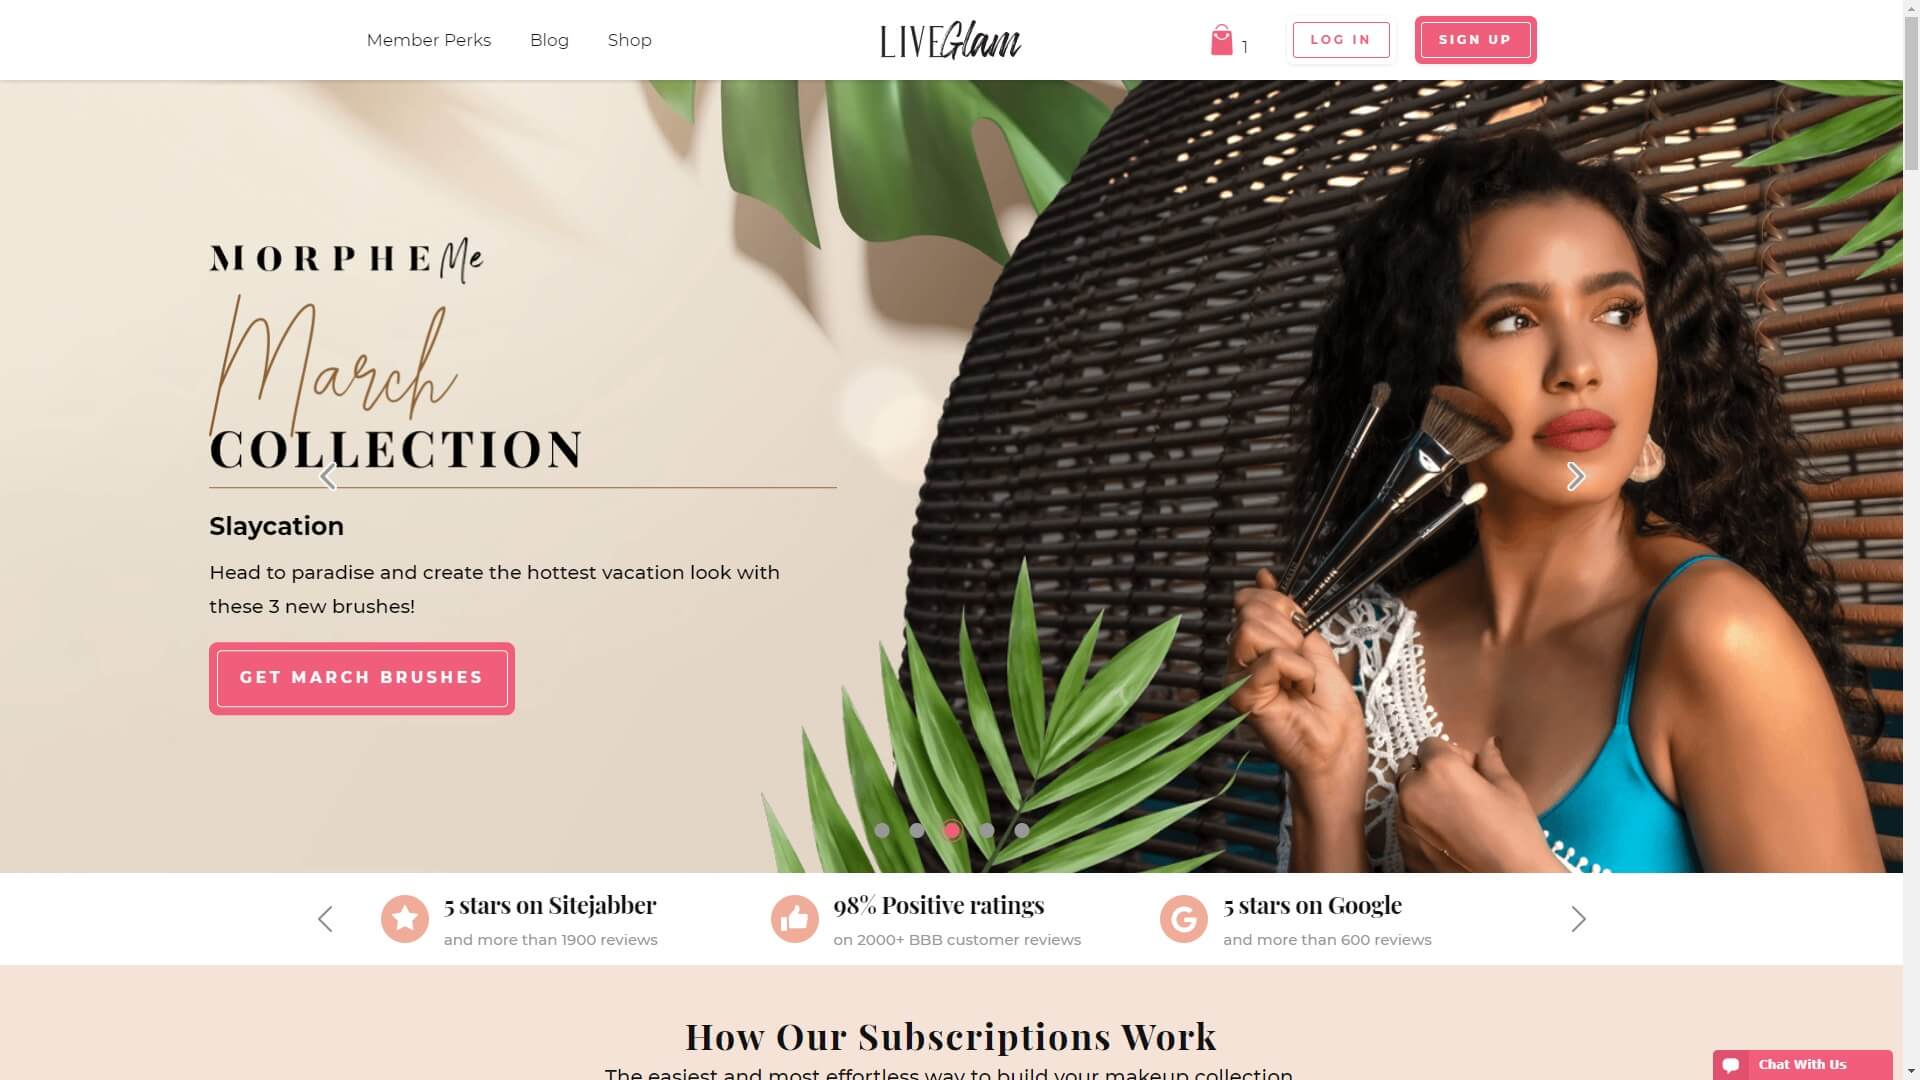 Member Perks
Blog
Shop
LIVEGlam
1
LOG IN
SIGN UP
MORPHE Me
March
COLLECTION
Slaycation
Head to paradise and create the hottest vacation look with
these 3 new brushes!
GET MARCH BRUSHES
5 stars on Sitejabber
and more than 1900 reviews
98% Positive ratings
on 2000+ BBB customer reviews
5 stars on Google
and more than 600 reviews
How Our Subscriptions Work
The easiest and most effortless way to build your makeup collection
Chat With Us